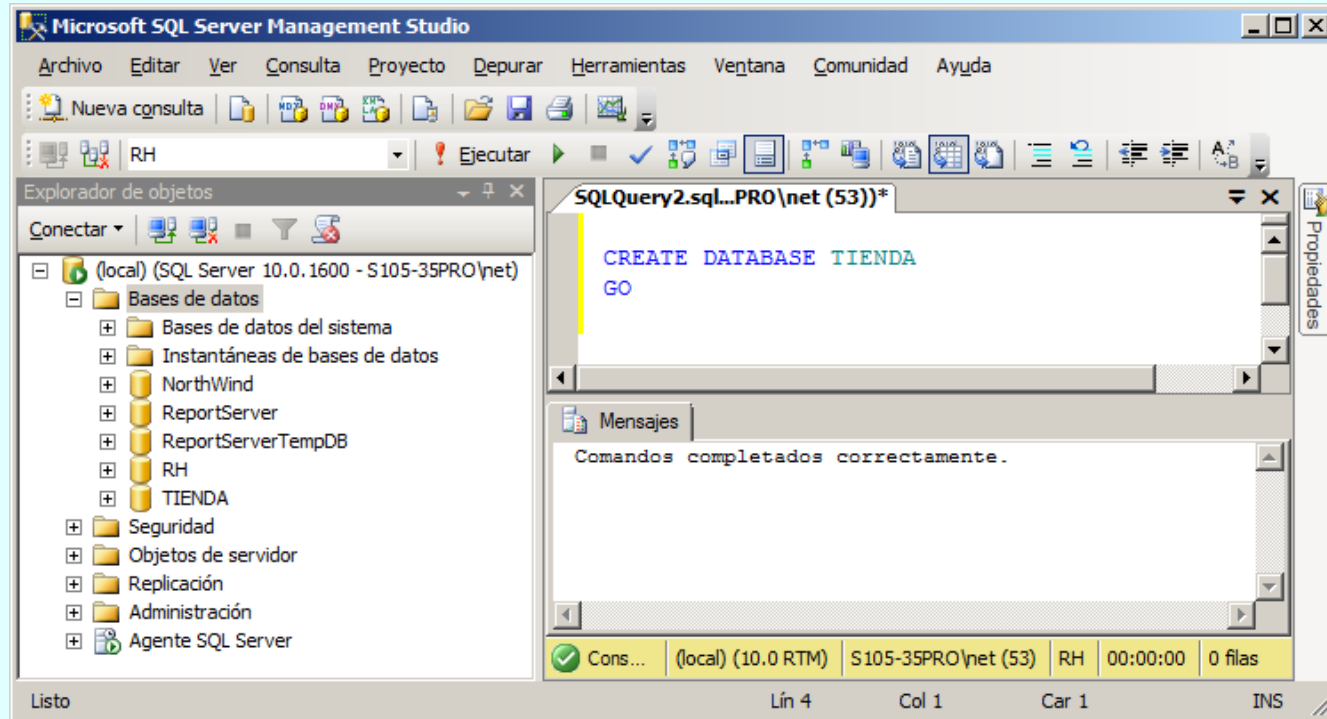 Microsoft SQL Server Management Studio
Archivo Editar Ver Consulta Proyecto Depurar Herramientas Ventana Comunidad Ayuda
Nueva consulta
RH Ejecutar
Explorador de objetos
Conectar
(local) (SQL Server 10.0.1600 - S105-35PRO\net)
Bases de datos
Bases de datos del sistema
Instantáneas de bases de datos
NorthWind
ReportServer
ReportServerTempDB
RH
TIENDA
Seguridad
Objetos de servidor
Replicación
Administración
Agente SQL Server
SQLQuery2.sql...PRO\net (53))*
CREATE DATABASE TIENDA
GO
Mensajes
Comandos completados correctamente.
Cons... (local) (10.0 RTM) S105-35PRO\net (53) RH 00:00:00 0 filas
Propiedades
Listo Lín 4 Col 1 Car 1 INS